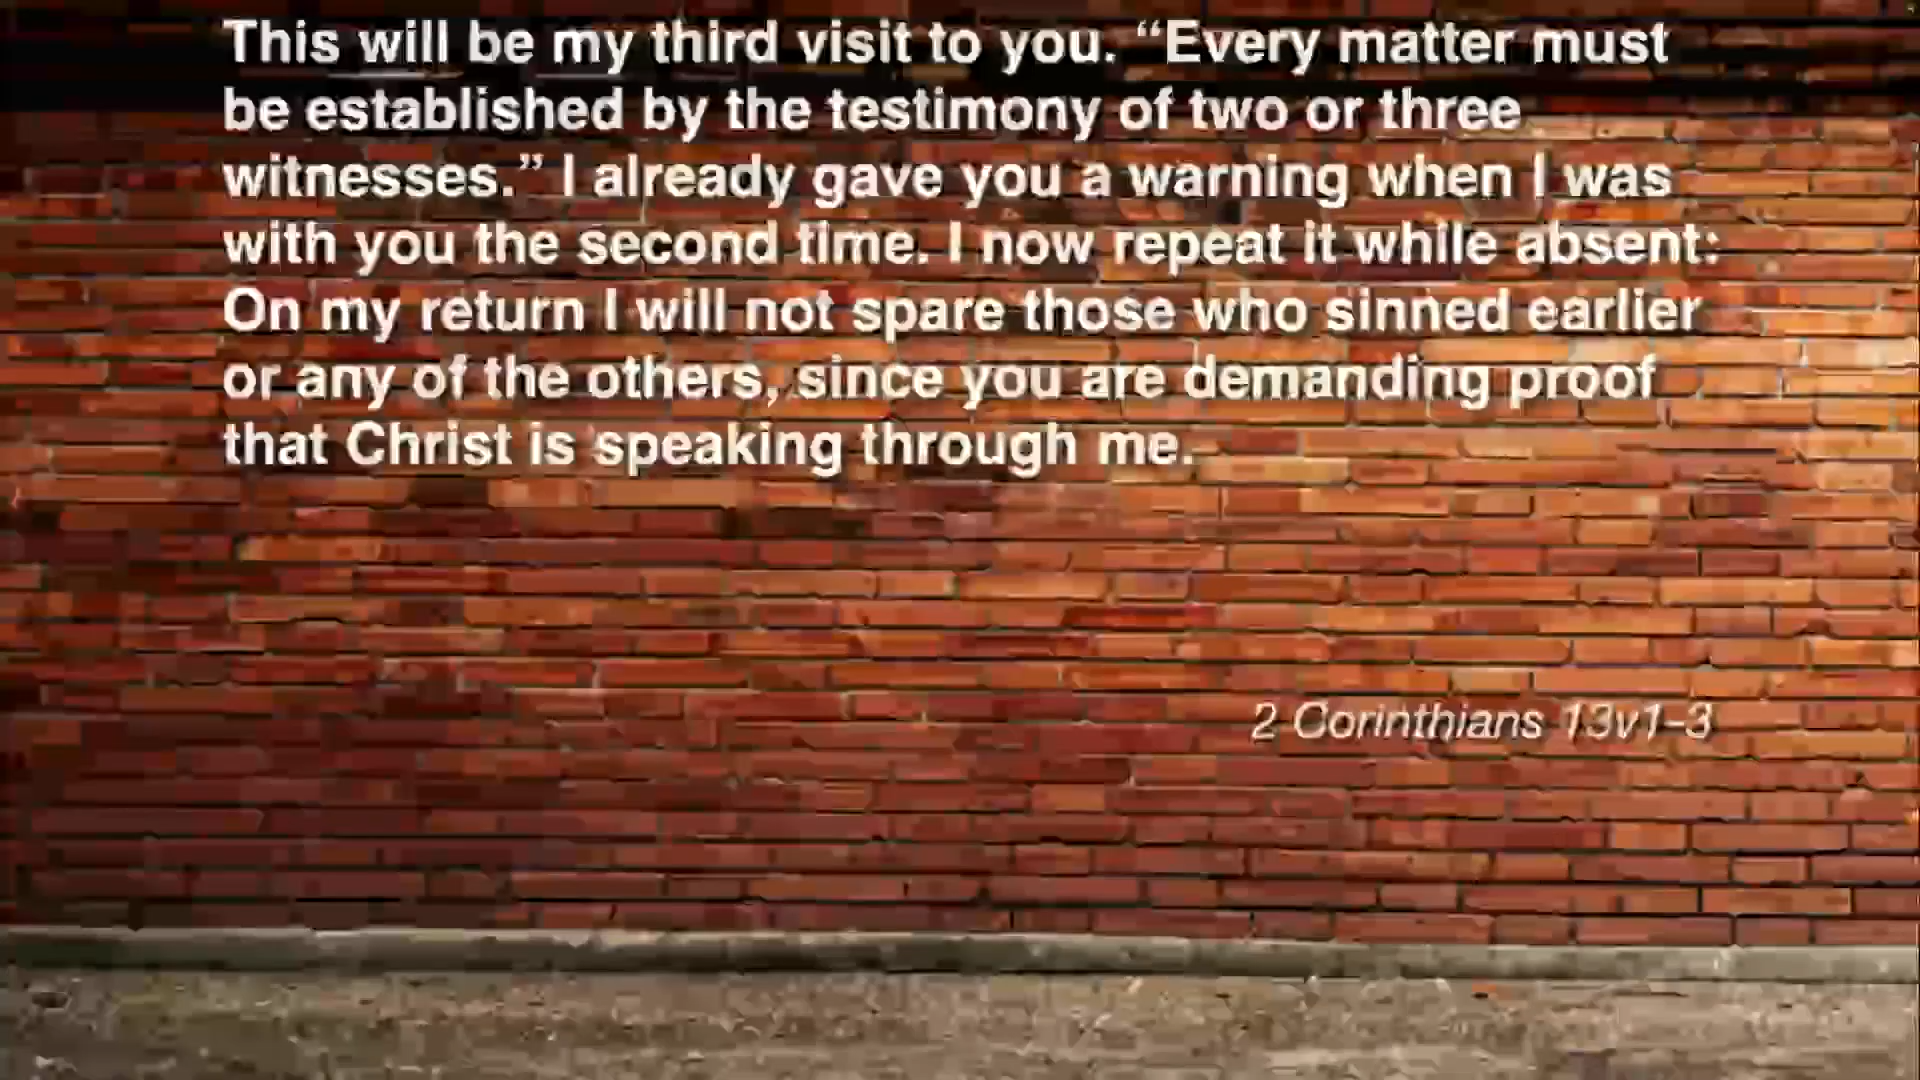 This will be my third visit to you. “Every matter must
be established by the testimony of two or three
witnesses.” I already gave you a warning when I was
with you the second time. I now repeat it while absent:
On my return I will not spare those who sinned earlier
or any of the others, since you are demanding proof
that Christ is speaking through me.
2 Corinthians 13v1-3